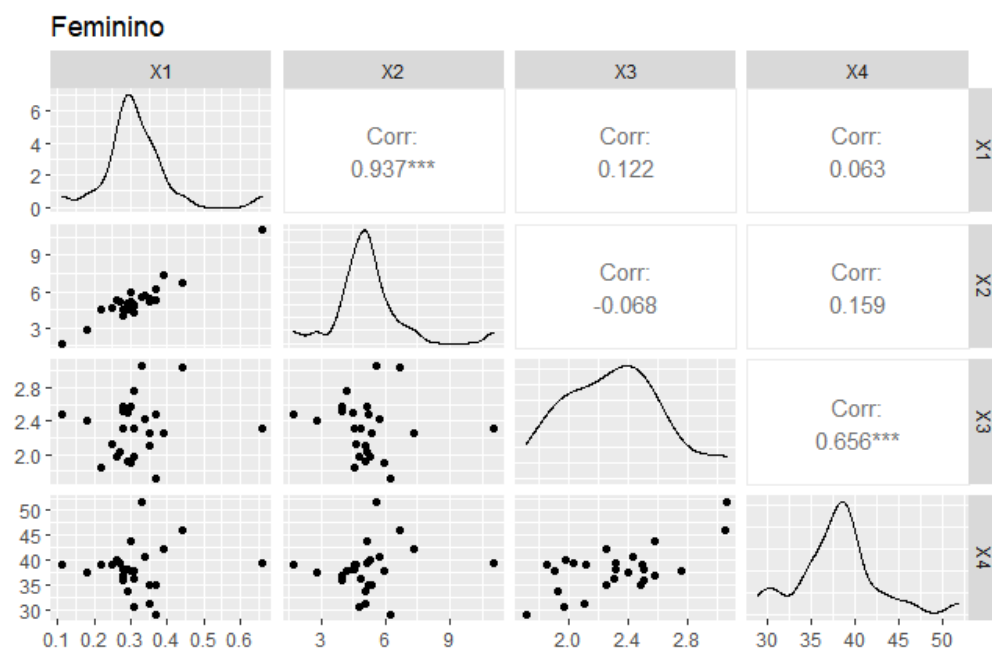 Feminino
X1 X2 X3 X4
6
4
2
0
Corr:
0.937***
Corr:
0.122
Corr:
0.063
X1
9
6
3
Corr:
-0.068
Corr:
0.159
X2
2.8
2.4
2.0
Corr:
0.656***
X3
50
45
40
35
30
X4
0.1 0.2 0.3 0.4 0.5 0.6 3 6 9 2.0 2.4 2.8 30 35 40 45 50